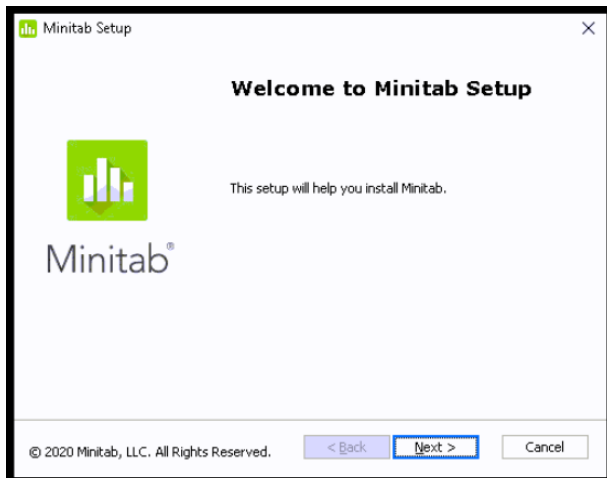 Minitab Setup
Welcome to Minitab Setup
This setup will help you install Minitab.
Minitab®
© 2020 Minitab, LLC. All Rights Reserved.
< Back
Next >
Cancel